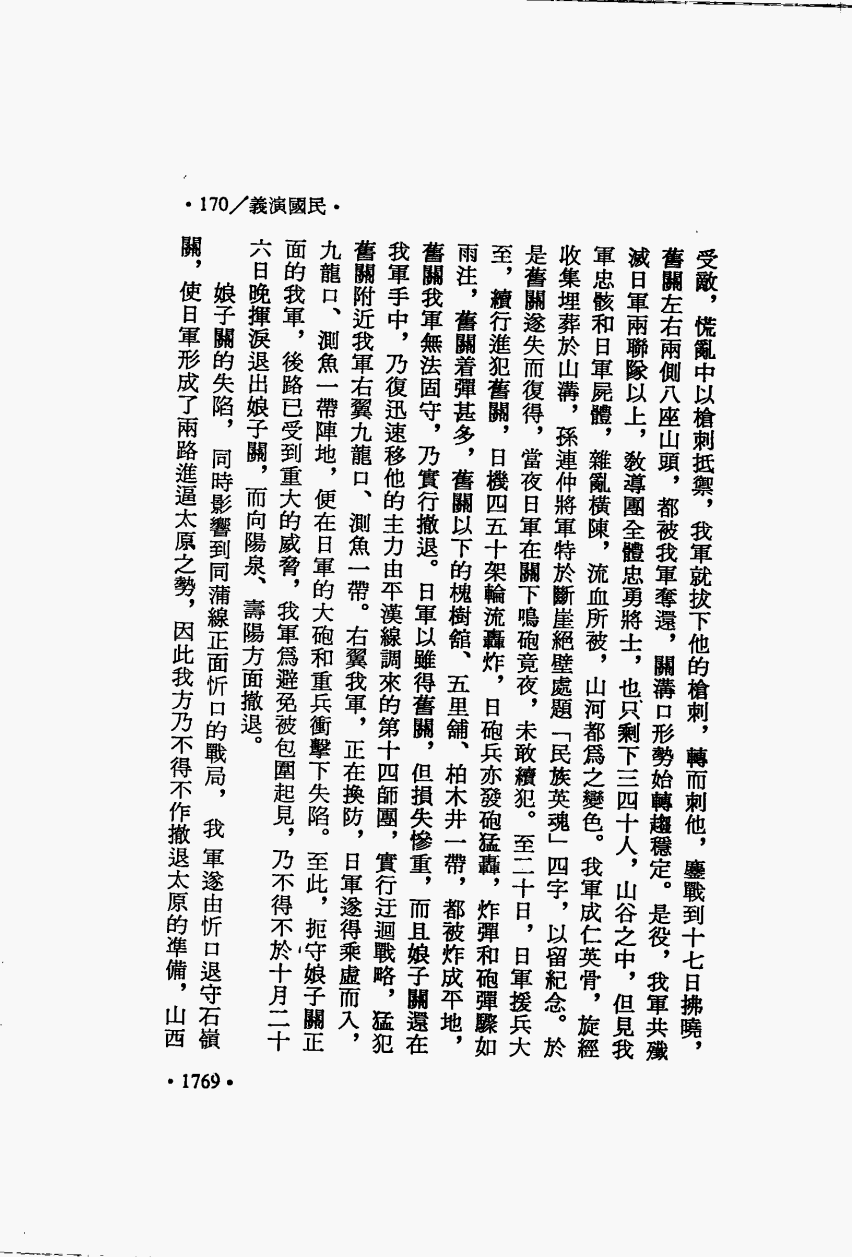 •170／義演國民•
受敵，慌亂中以槍刺抵禦，我軍就拔下他的槍刺，轉而刺他，鏖戰到十七日拂曉，
舊關左右兩側八座山頭，都被我軍奪還，關溝口形勢始轉趨穩定。是役，我軍共殲
滅日軍兩聯隊以上，敎導團全體忠勇將士，也只剩下三四十人，山谷之中，但見我
軍忠骸和日軍屍體，雜亂橫陳，流血所被，山河都爲之變色。我軍成仁英骨，旋經
收集埋葬於山溝，孫連仲將軍特於斷崖絕壁處題「民族英魂」四字，以留紀念。於
是舊關遂失而復得，當夜日軍在關下鳴砲竟夜，未敢續犯。至二十日，日軍援兵大
至，續行進犯舊關，日機四五十架輪流轟炸，日砲兵亦發砲猛轟，炸彈和砲彈驟如
雨注，舊關着彈甚多，舊關以下的槐樹舘、五里舖、柏木井一帶，都被炸成平地，
舊關我軍無法固守，乃實行撤退。日軍以雖得舊關，但損失慘重，而且娘子關還在
我軍手中，乃復迅速移他的主力由平漢線調來的第十四師團，實行迂迴戰略，猛犯
舊關附近我軍右翼九龍口、測魚一帶。右翼我軍，正在換防，日軍遂得乘虛而入，
九龍口、測魚一帶陣地，便在日軍的大砲和重兵衝擊下失陷。至此，扼守娘子關正
面的我軍，後路已受到重大的威脅，我軍爲避免被包圍起見，乃不得不於十月二十
六日晚揮淚退出娘子關，而向陽泉、壽陽方面撤退。
娘子關的失陷，同時影響到同蒲線正面忻口的戰局，我軍遂由忻口退守石嶺
關，使日軍形成了兩路進逼太原之勢，因此我方乃不得不作撤退太原的準備，山西
•1769•